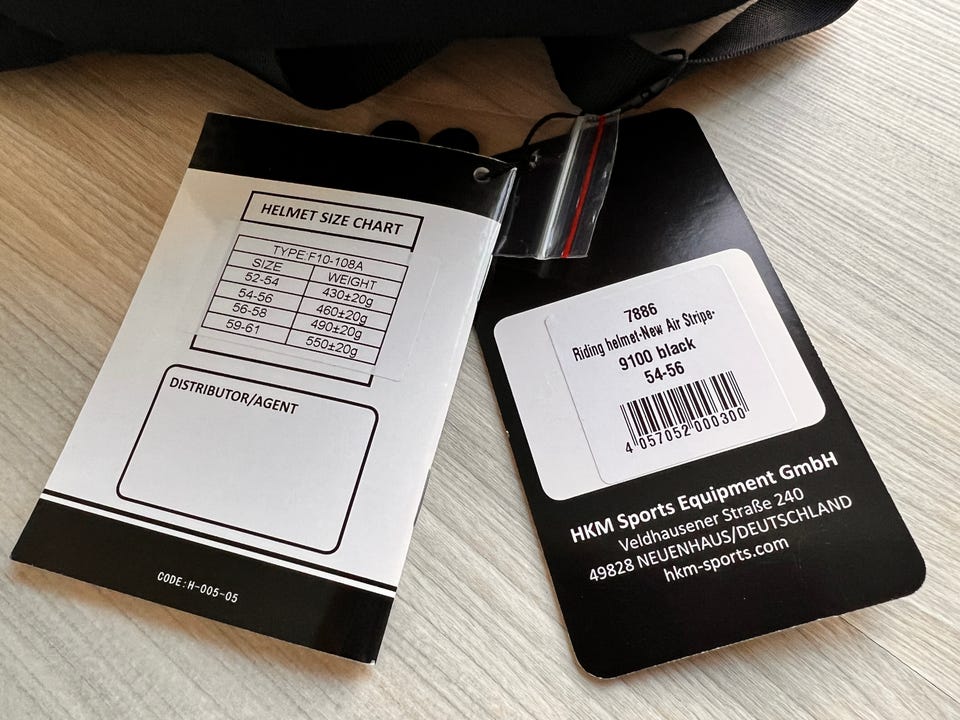 HELMET SIZE CHART
TYPE:F10-108A
SIZE WEIGHT
52-54 430±20g
54-56 460±20g
56-58 490±20g
59-61 550±20g
DISTRIBUTOR/AGENT
CODE:H-005-05
7886
Riding helmet-New Air Stripe-
9100 black
54-56
4 057052 000300
HKM Sports Equipment GmbH
Veldhausener Straße 240
49828 NEUENHAUS/DEUTSCHLAND
hkm-sports.com